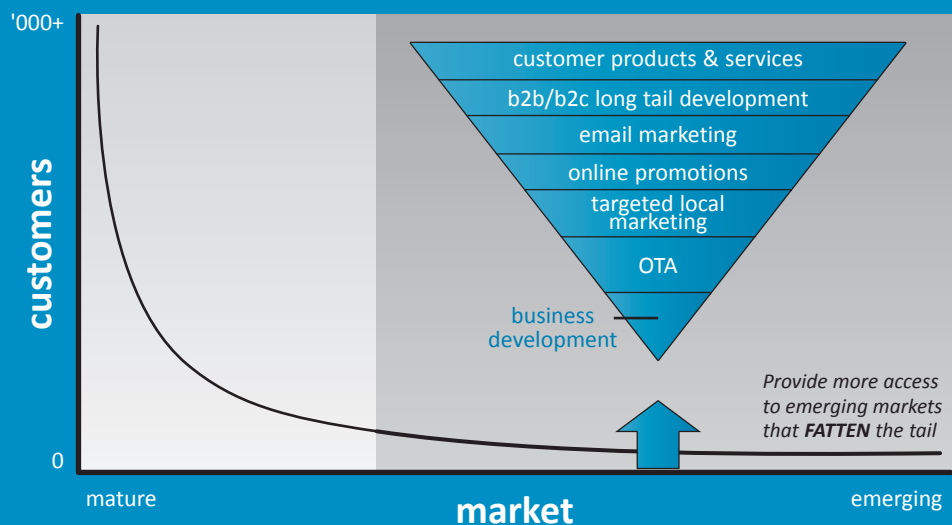 '000+
customers
0
customer products & services
b2b/b2c long tail development
email marketing
online promotions
targeted local
marketing
OTA
business
development
Provide more access
to emerging markets
that FATTEN the tail
mature
market
emerging